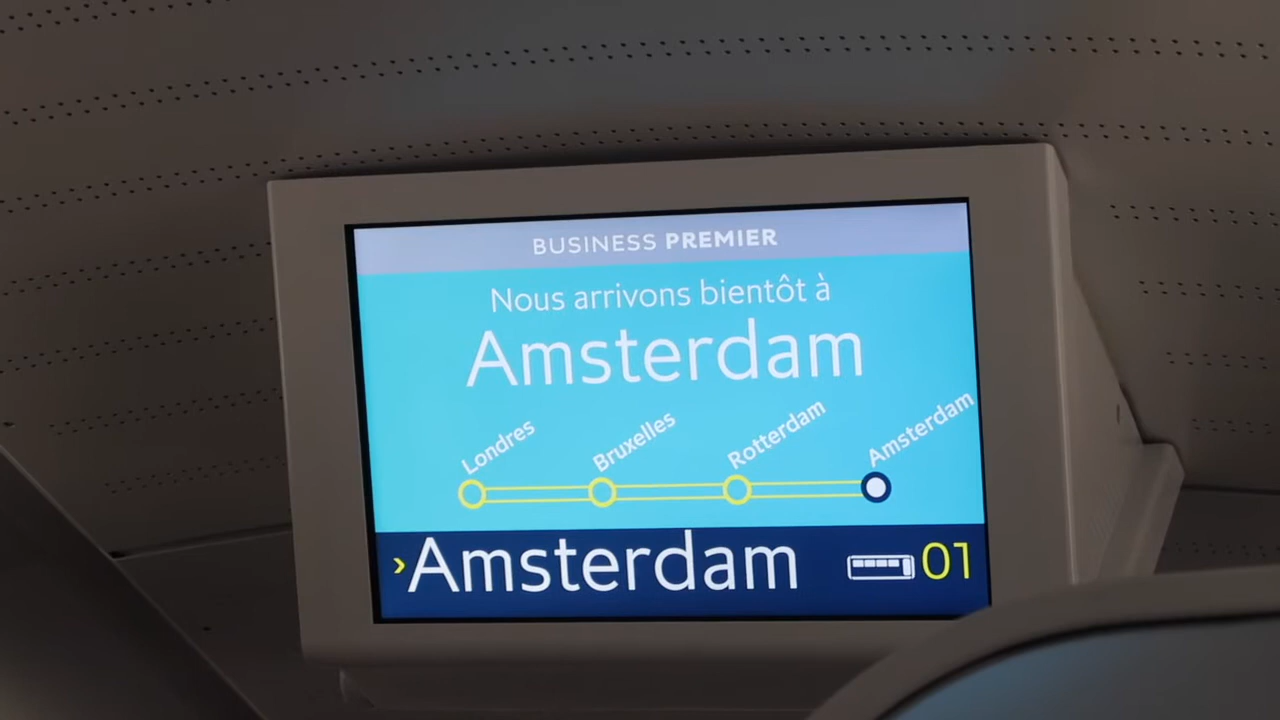 BUSINESS PREMIER
Nous arrivons bientôt à
Amsterdam
Londres
Bruxelles
Rotterdam
Amsterdam
›Amsterdam
01